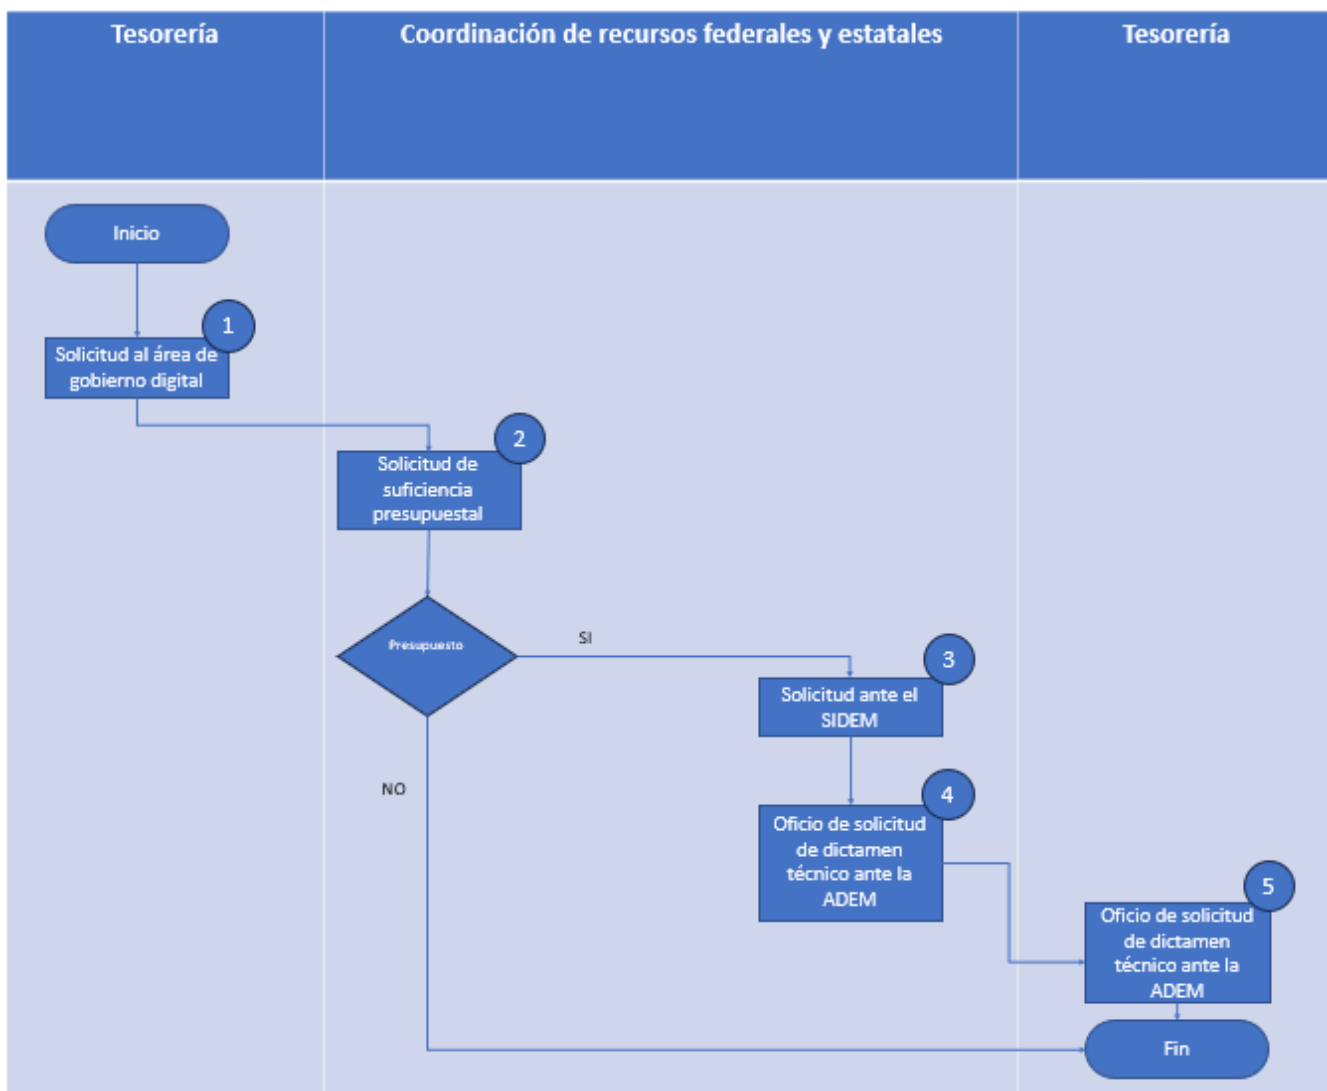 Tesorería
Coordinación de recursos federales y estatales
Tesorería
Inicio
1
Solicitud al área de
gobierno digital
2
Solicitud de
suficiencia
presupuestal
Presupuesto
SI
3
Solicitud ante el
SIDEM
NO
4
Oficio de solicitud
de dictamen
técnico ante la
ADEM
5
Oficio de solicitud
de dictamen
técnico ante la
ADEM
Fin